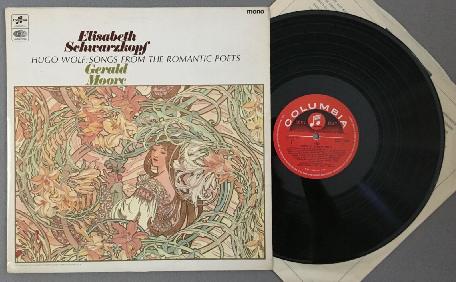 mono
Elisabeth
Schwarzkopf
HUGO WOLF: SONGS FROM THE ROMANTIC POETS
Gerald
Moore
COLUMBIA